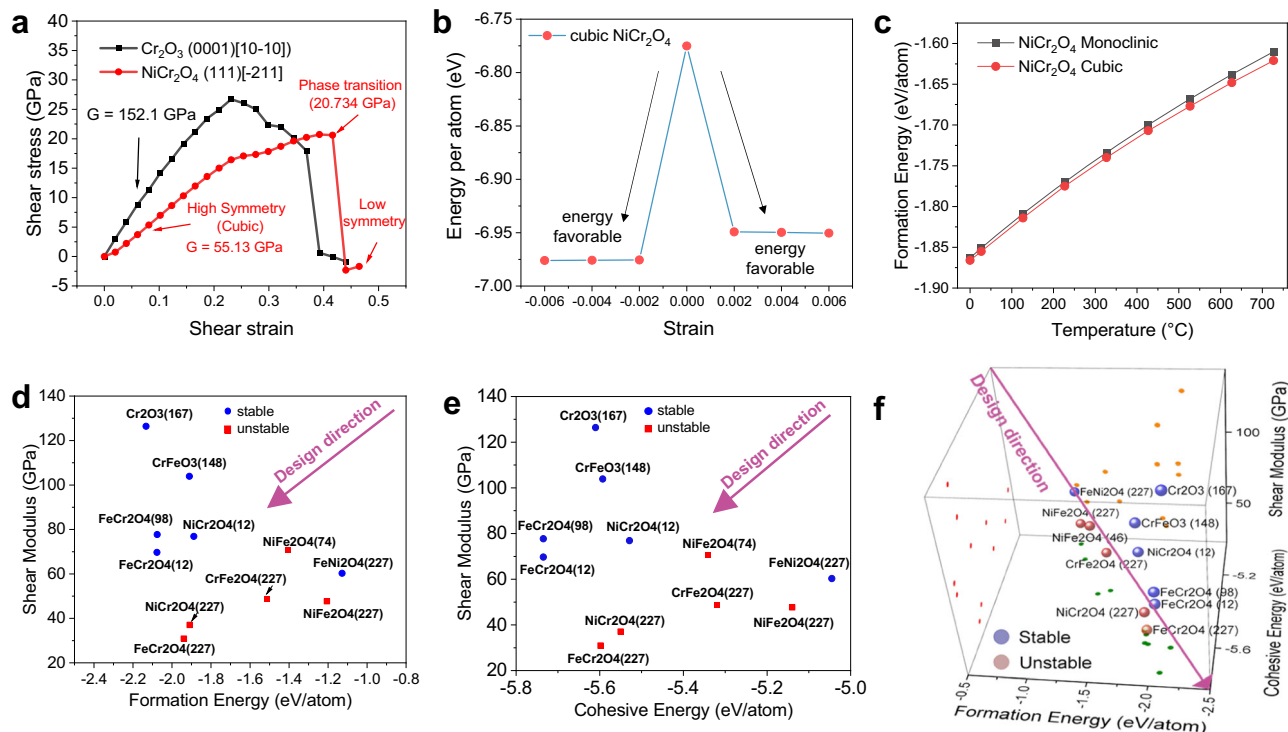 a
40
35
30
25
20
15
10
5
0
-5
Shear stress (GPa)
Cr₂O₃ (0001)[10-10])
NiCr₂O₄ (111)[-211]
Phase transition
(20.734 GPa)
G = 152.1 GPa
High Symmetry
(Cubic)
G = 55.13 GPa
Low
symmetry
0.0 0.1 0.2 0.3 0.4 0.5
Shear strain
b
-6.75
-6.80
-6.85
-6.90
-6.95
-7.00
Energy per atom (eV)
cubic NiCr₂O₄
energy
favorable
energy
favorable
-0.006 -0.004 -0.002 0.000 0.002 0.004 0.006
Strain
c
-1.60
-1.65
-1.70
-1.75
-1.80
-1.85
-1.90
Formation Energy (eV/atom)
NiCr₂O₄ Monoclinic
NiCr₂O₄ Cubic
0 100 200 300 400 500 600 700
Temperature (°C)
d
140
120
100
80
60
40
20
Shear Modulus (GPa)
Cr2O3(167)
stable
unstable
Design direction
CrFeO3(148)
FeCr2O4(98)
NiCr2O4(12)
FeCr2O4(12)
NiFe2O4(74)
CrFe2O4(227)
FeNi2O4(227)
NiCr2O4(227)
NiFe2O4(227)
FeCr2O4(227)
-2.4 -2.2 -2.0 -1.8 -1.6 -1.4 -1.2 -1.0
Formation Energy (eV/atom)
e
140
120
100
80
60
40
20
Shear Modulus (GPa)
Cr2O3(167)
stable
unstable
Design direction
CrFeO3(148)
FeCr2O4(98)
NiCr2O4(12)
FeCr2O4(12)
NiFe2O4(74)
FeNi2O4(227)
CrFe2O4(227)
NiCr2O4(227)
NiFe2O4(227)
FeCr2O4(227)
-5.8 -5.6 -5.4 -5.2 -5.0
Cohesive Energy (eV/atom)
f
Design direction
FeNi2O4 (227)
Cr2O3 (167)
NiFe2O4 (227)
CrFeO3 (148)
NiFe2O4 (46)
CrFe2O4 (227)
NiCr2O4 (12)
FeCr2O4 (98)
FeCr2O4 (12)
NiCr2O4 (227)
FeCr2O4 (227)
Stable
Unstable
100
50
Shear Modulus (GPa)
-5.2
-5.6
Cohesive Energy (eV/atom)
-0.5
-1.0
-1.5
-2.0
-2.5
Formation Energy (eV/atom)